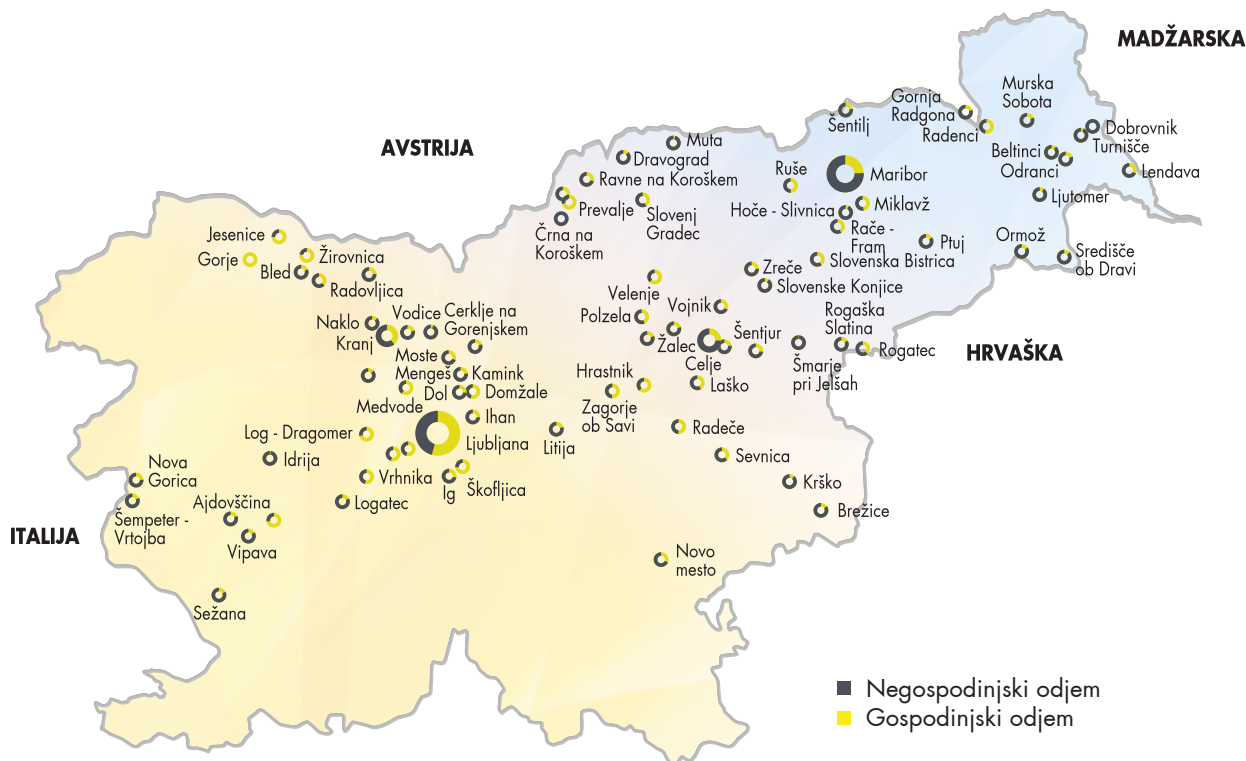 MADŽARSKA
Murska
Sobota
Gornja
Radgona
Radenci
Šentilj
Dobrovnik
Turnišče
Beltinci
Odranci
Lendava
AVSTRIJA
Muta
Dravograd
Ravne na Koroškem
Prevalje
Slovenj
Gradec
Črna na
Koroškem
Ruše
Maribor
Hoče - Slivnica
Miklavž
Rače -
Fram
Ljutomer
Ptuj
Ormož
Središče
ob Dravi
Slovenska Bistrica
Zreče
Slovenske Konjice
Jesenice
Gorje
Žirovnica
Bled
Radovljica
Velenje
Vojnik
Polzela
Rogaška
Slatina
Naklo
Kranj
Vodice
Cerklje na
Gorenjskem
Šentjur
Žalec
Celje
Šmarje
pri Jelšah
Rogatec
HRVAŠKA
Moste
Mengeš
Kamink
Dol
Domžale
Medvode
Ihan
Hrastnik
Laško
Zagorje
ob Savi
Log - Dragomer
Ljubljana
Litija
Radeče
Idrija
Nova
Gorica
Vrhnika
Ig
Škofljica
Sevnica
Krško
Ajdovščina
Logatec
Brežice
ITALIJA
Šempeter -
Vrtojba
Vipava
Novo
mesto
Sežana
Negospodinjski odjem
Gospodinjski odjem